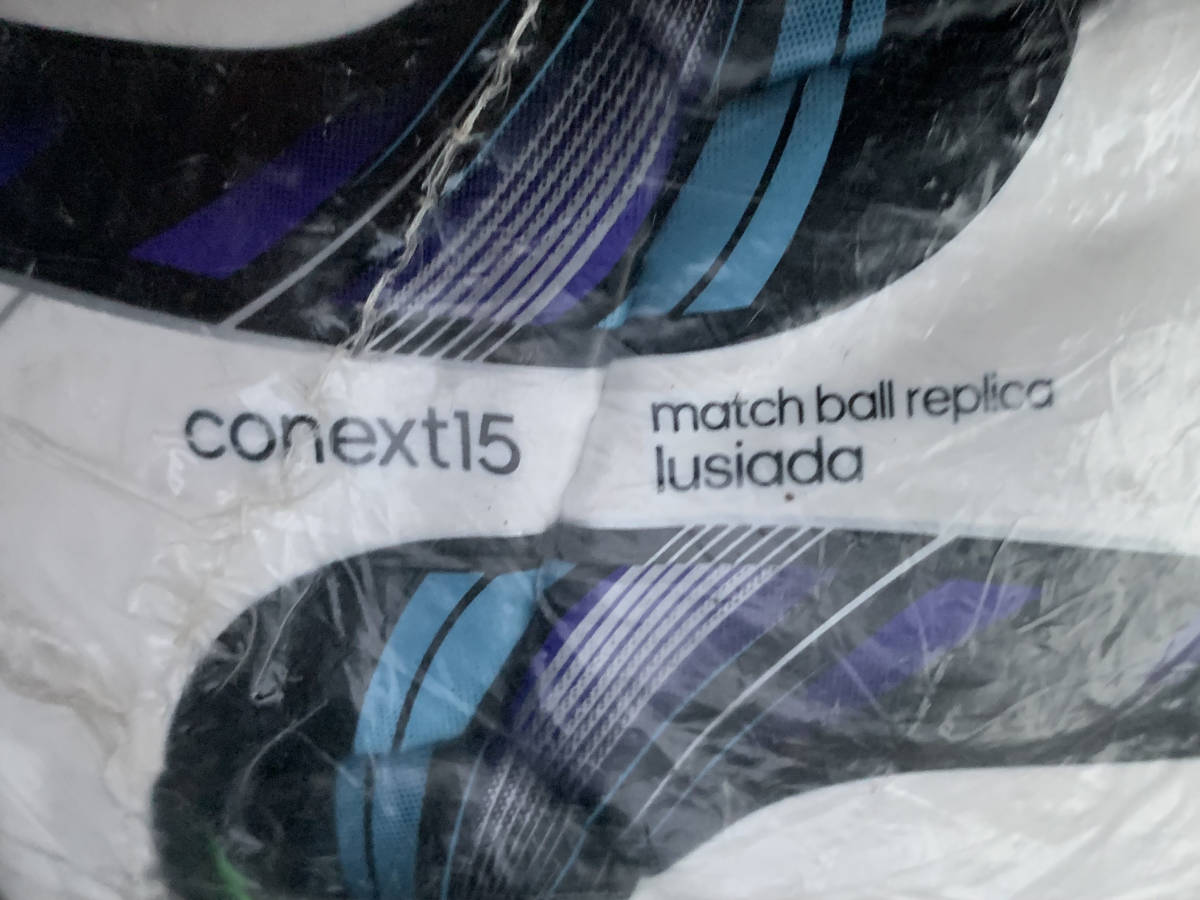 conext15
match ball replica
lusiada